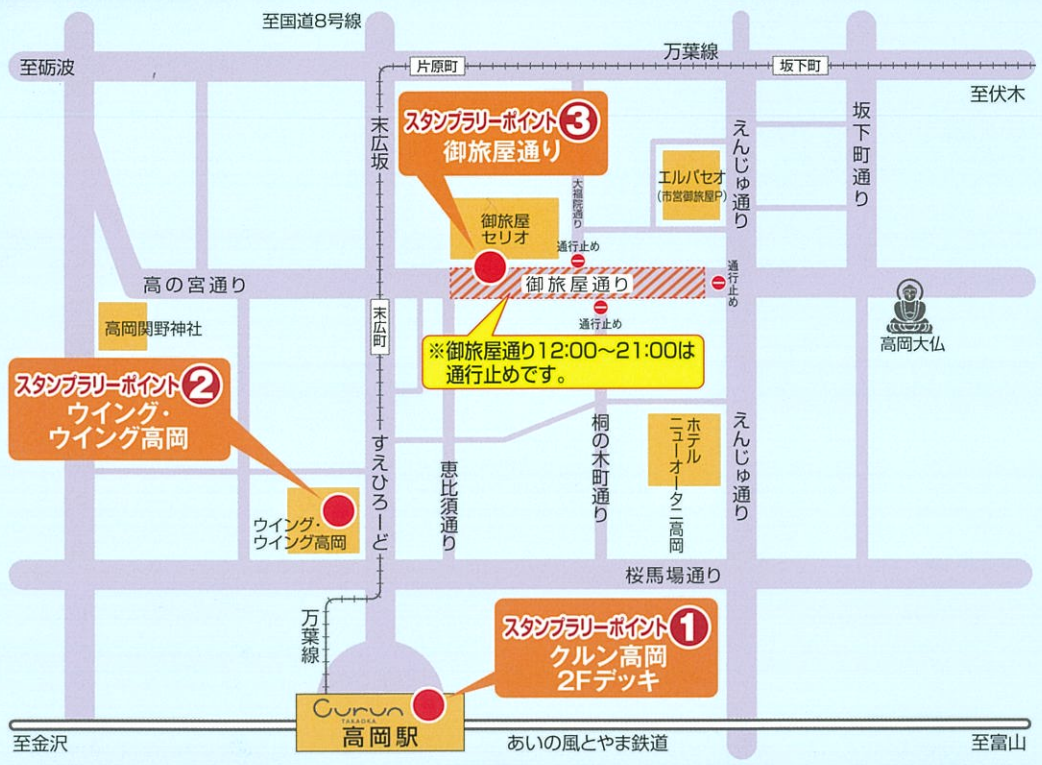 至国道8号線
至砺波
片原町
万葉線
坂下町
至伏木
末広坂
スタンプラリーポイント3
御旅屋通り
大福院通り
エルパセオ
(市営御旅屋P)
えんじゅ通り
坂下町通り
御旅屋
セリオ
通行止め
高の宮通り
御旅屋通り
通行止め
通行止め
高岡関野神社
末広町
※御旅屋通り12:00〜21:00は
通行止めです。
高岡大仏
スタンプラリーポイント2
ウイング・
ウイング高岡
すえひろーど
恵比須通り
桐の木町通り
ホテル
ニューオータニ高岡
えんじゅ通り
ウイング・
ウイング高岡
桜馬場通り
万葉線
スタンプラリーポイント1
クルン高岡
2Fデッキ
Curun
TAKAOKA
高岡駅
至金沢
あいの風とやま鉄道
至富山